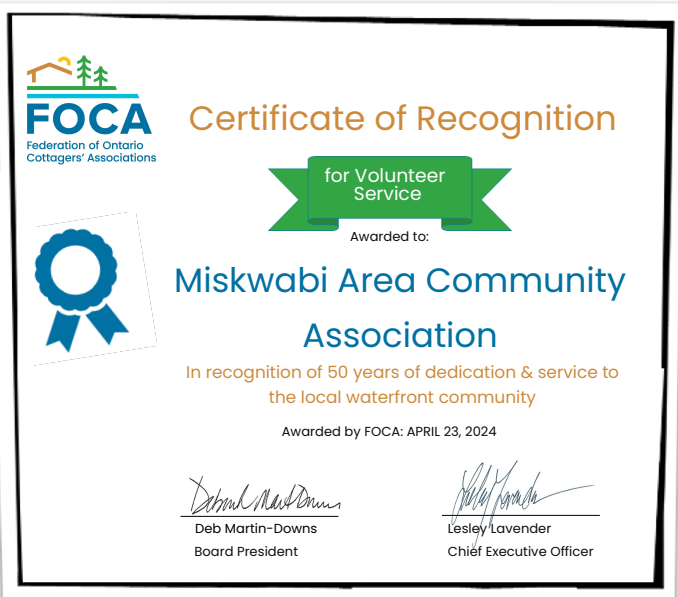 FOCA
Federation of Ontario
Cottagers' Associations
Certificate of Recognition
for Volunteer
Service
Awarded to:
Miskwabi Area Community
Association
In recognition of 50 years of dedication & service to
the local waterfront community
Awarded by FOCA: APRIL 23, 2024
Deb Martin-Downs
Board President
Lesley Lavender
Chief Executive Officer